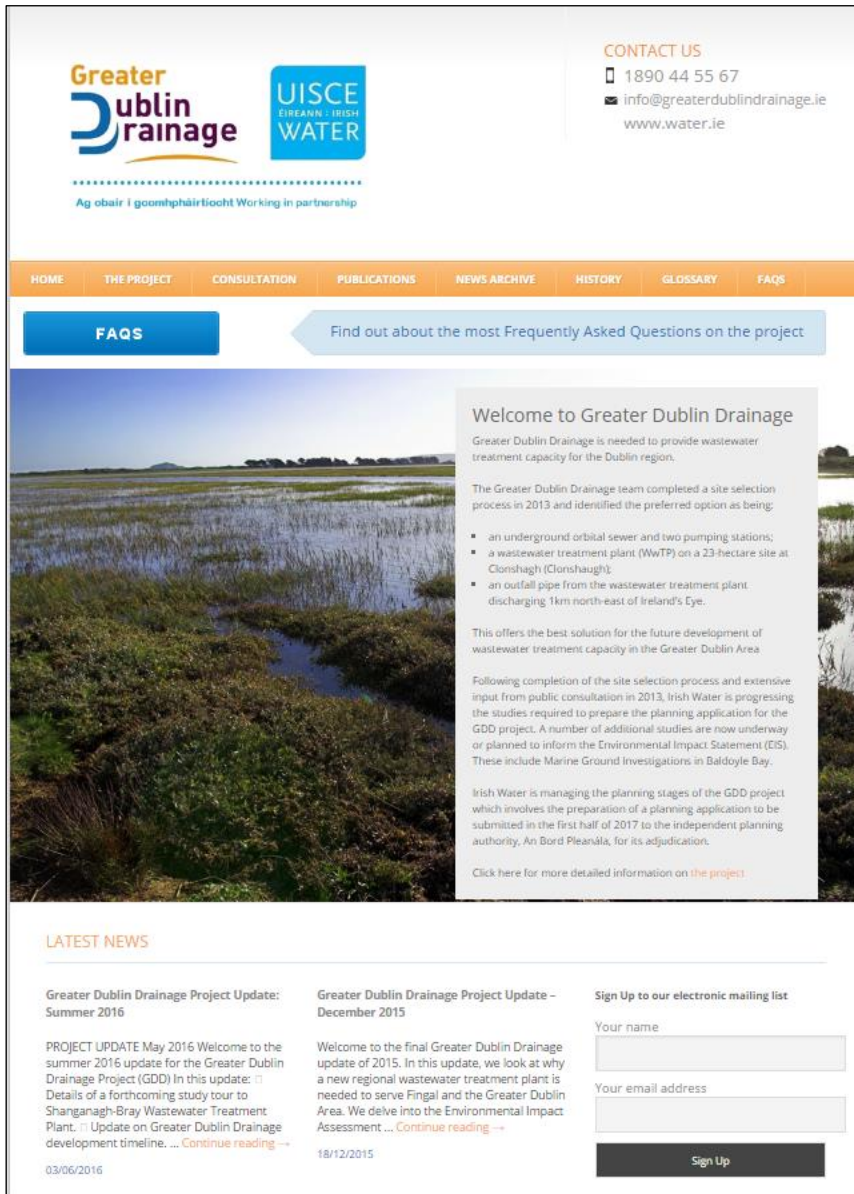 Greater
Dublin
Drainage
UISCE
ÉIREANN : IRISH
WATER
Ag obair i gcomhpháirtíocht Working in partnership
CONTACT US
1890 44 55 67
info@greaterdublindrainage.ie
www.water.ie
HOME THE PROJECT CONSULTATION PUBLICATIONS NEWS ARCHIVE HISTORY GLOSSARY FAQS
FAQS
Find out about the most Frequently Asked Questions on the project
Welcome to Greater Dublin Drainage
Greater Dublin Drainage is needed to provide wastewater
treatment capacity for the Dublin region.
The Greater Dublin Drainage team completed a site selection
process in 2013 and identified the preferred option as being:
▪ an underground orbital sewer and two pumping stations;
▪ a wastewater treatment plant (WwTP) on a 23-hectare site at
Clonshagh (Clonshaugh);
▪ an outfall pipe from the wastewater treatment plant
discharging 1km north-east of Ireland's Eye.
This offers the best solution for the future development of
wastewater treatment capacity in the Greater Dublin Area
Following completion of the site selection process and extensive
input from public consultation in 2013, Irish Water is progressing
the studies required to prepare the planning application for the
GDD project. A number of additional studies are now underway
or planned to inform the Environmental Impact Statement (EIS).
These include Marine Ground Investigations in Baldoyle Bay.
Irish Water is managing the planning stages of the GDD project
which involves the preparation of a planning application to be
submitted in the first half of 2017 to the independent planning
authority, An Bord Pleanála, for its adjudication.
Click here for more detailed information on the project
LATEST NEWS
Greater Dublin Drainage Project Update:
Summer 2016
PROJECT UPDATE May 2016 Welcome to the
summer 2016 update for the Greater Dublin
Drainage Project (GDD) In this update: □
Details of a forthcoming study tour to
Shanganagh-Bray Wastewater Treatment
Plant. □ Update on Greater Dublin Drainage
development timeline. ... Continue reading →
03/06/2016
Greater Dublin Drainage Project Update –
December 2015
Welcome to the final Greater Dublin Drainage
update of 2015. In this update, we look at why
a new regional wastewater treatment plant is
needed to serve Fingal and the Greater Dublin
Area. We delve into the Environmental Impact
Assessment ... Continue reading →
18/12/2015
Sign Up to our electronic mailing list
Your name
Your email address
Sign Up